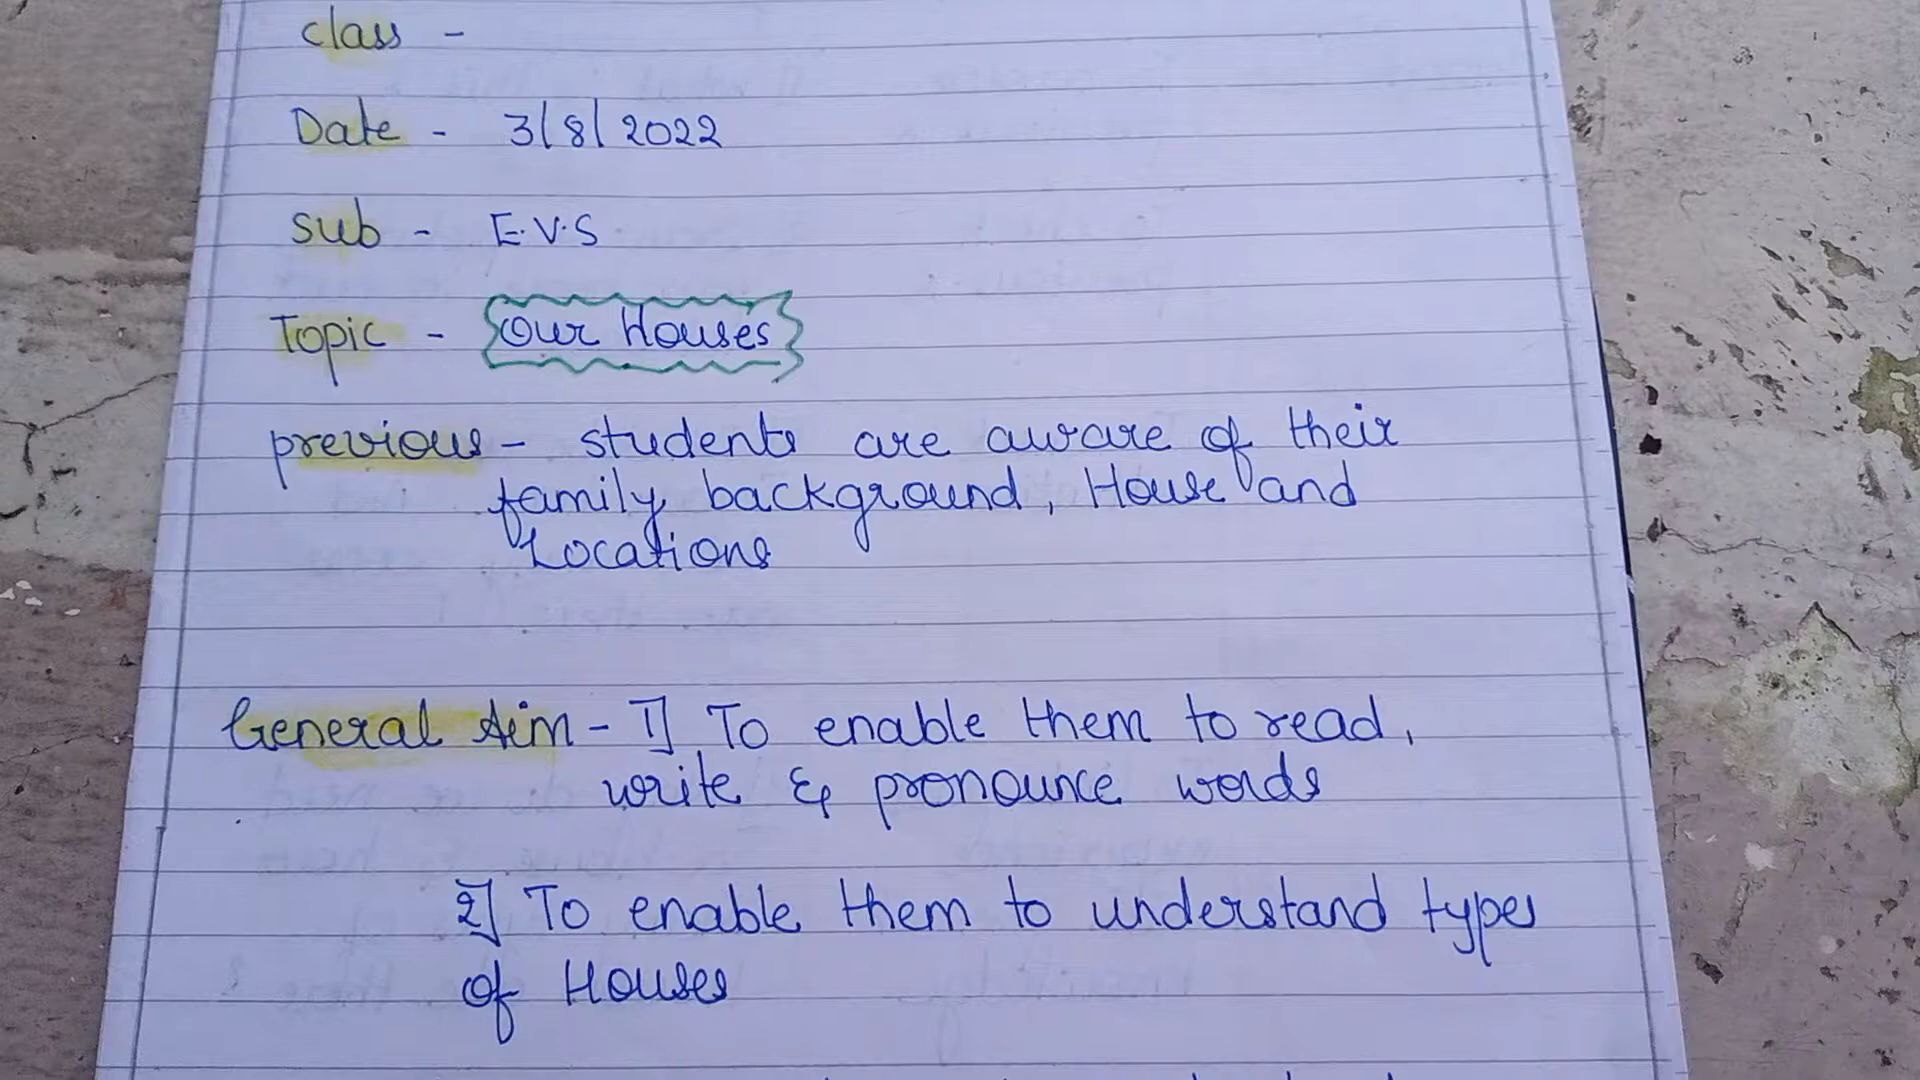 class -
Date - 3/8/2022
Sub - E.V.S
Topic - Our Houses
previous - students are aware of their
family background, House and
Locations
General Aim - 1] To enable them to read,
write & pronounce words
2] To enable them to understand types
of Houses